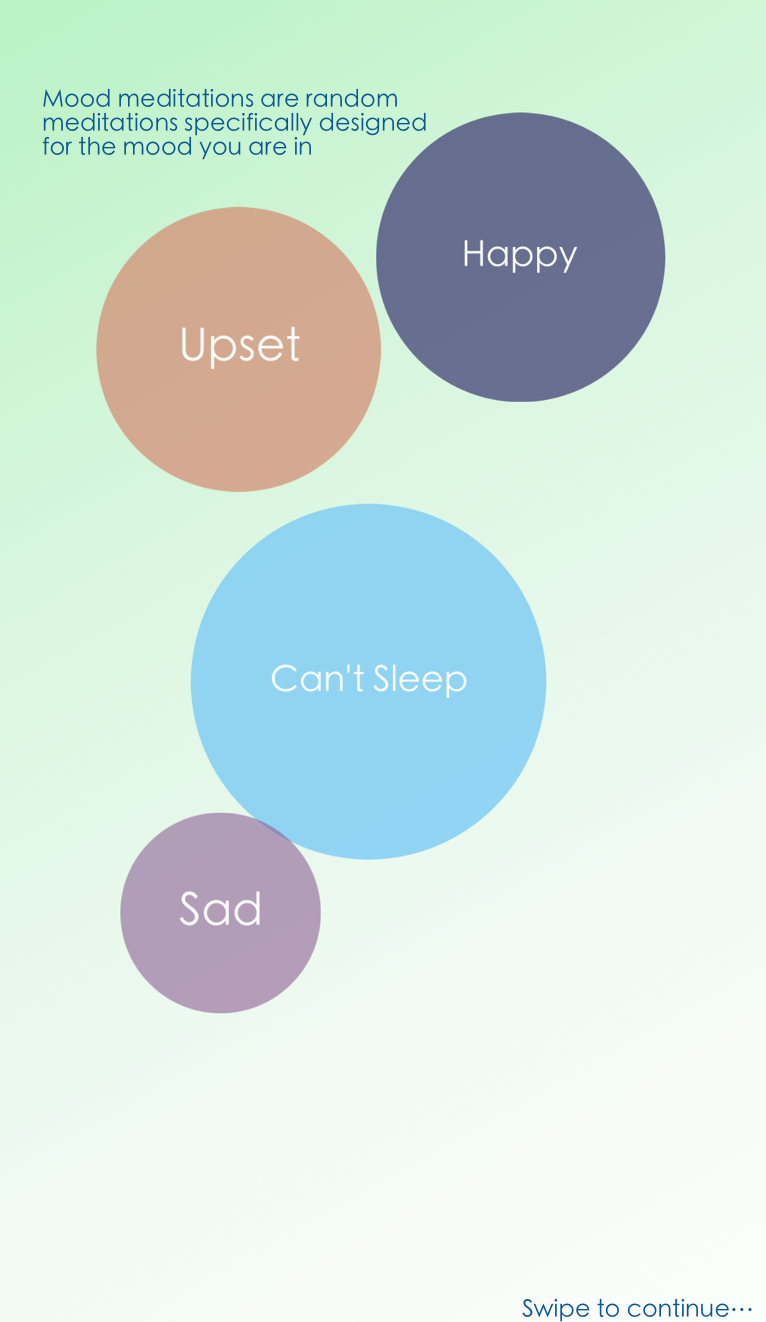 Mood meditations are random
meditations specifically designed
for the mood you are in
Happy
Upset
Can't Sleep
Sad
Swipe to continue···